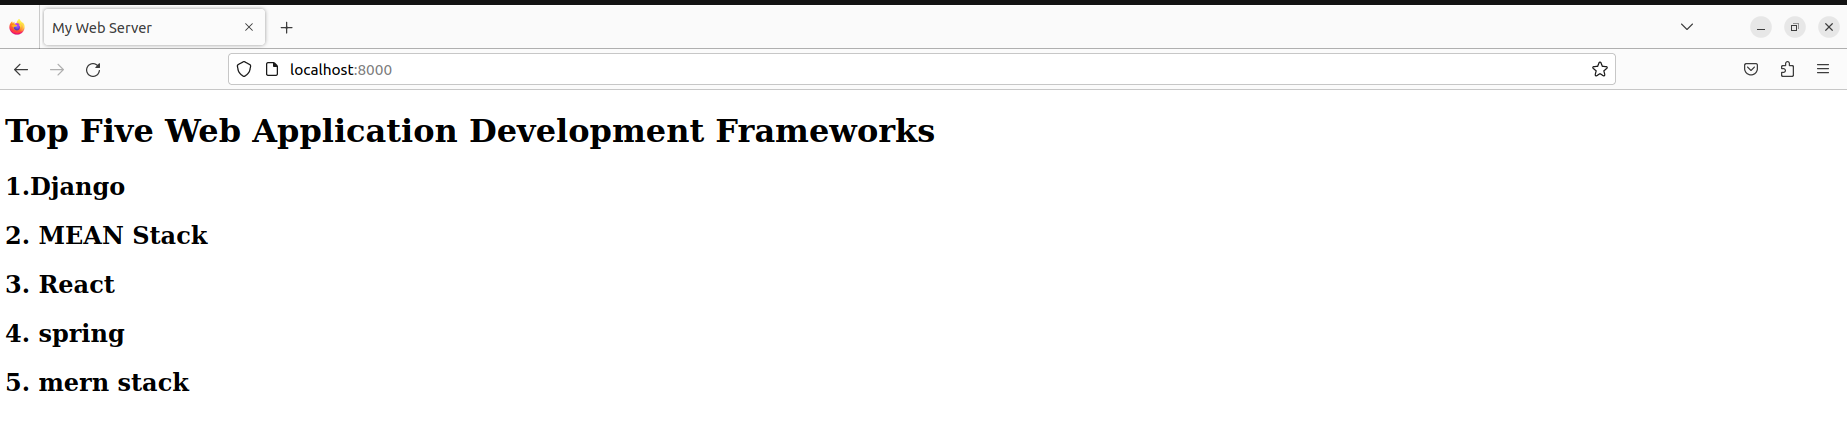 My Web Server
localhost:8000
Top Five Web Application Development Frameworks
1.Django
2. MEAN Stack
3. React
4. spring
5. mern stack